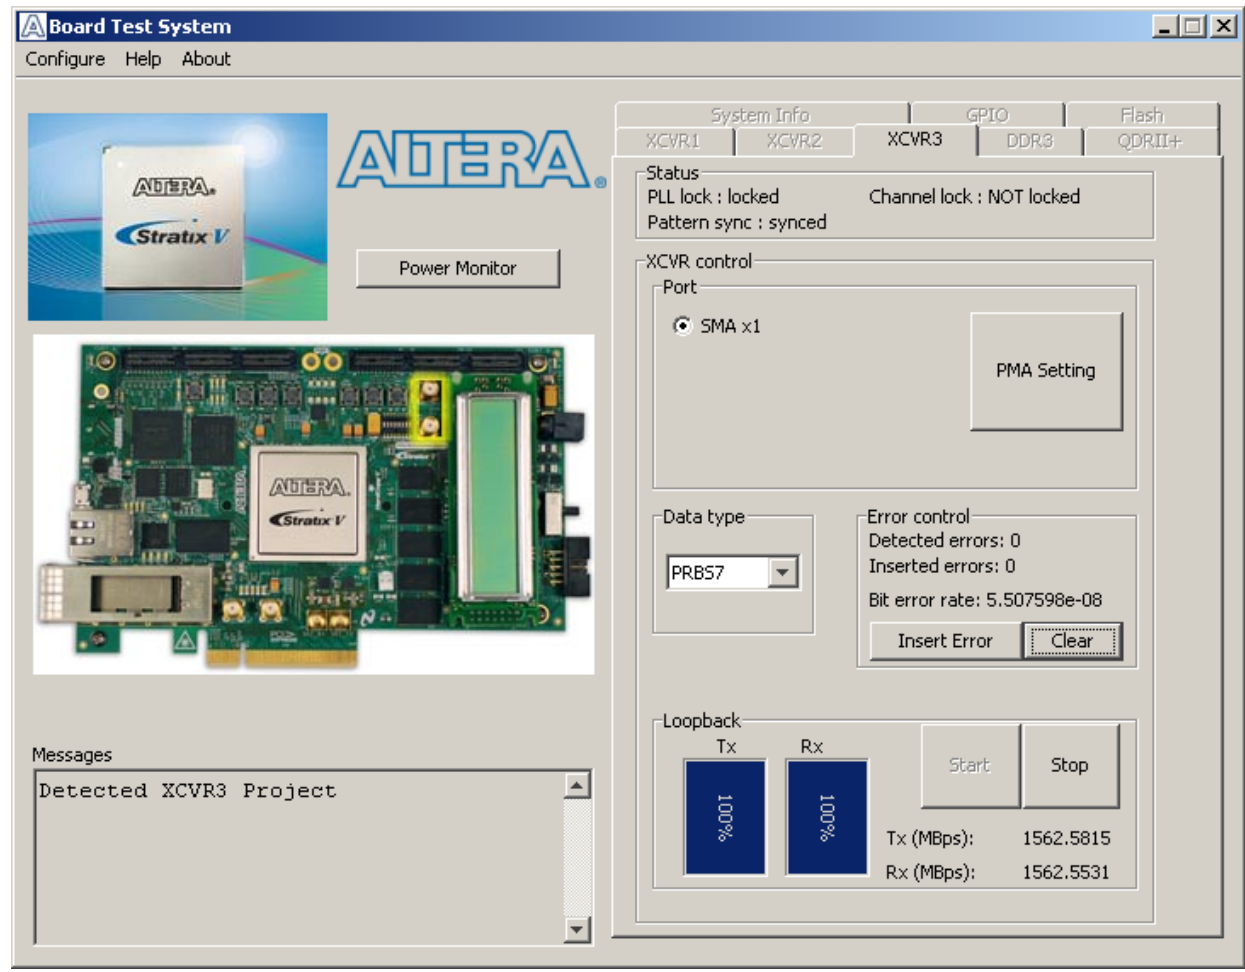 Board Test System
Configure Help About
ALTERA.
Stratix V
ALTERA®
Power Monitor
ALTERA.
Stratix V
Messages
Detected XCVR3 Project
System Info GPIO Flash
XCVR1 XCVR2 XCVR3 DDR3 QDRII+
Status
PLL lock : locked Channel lock : NOT locked
Pattern sync : synced
XCVR control
Port
SMA x1
PMA Setting
Data type
PRBS7
Error control
Detected errors: 0
Inserted errors: 0
Bit error rate: 5.507598e-08
Insert Error Clear
Loopback
Tx Rx
100% 100%
Start Stop
Tx (MBps): 1562.5815
Rx (MBps): 1562.5531